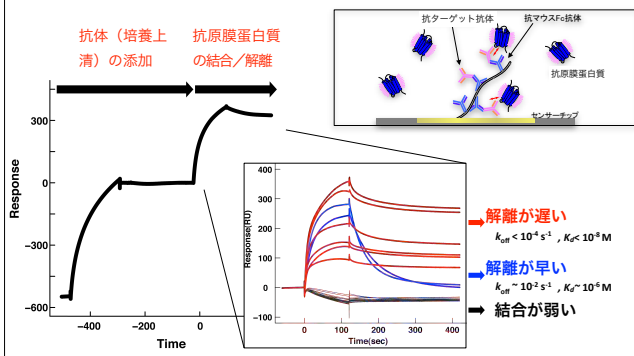 抗体（培養上
清）の添加
抗原膜蛋白質
の結合／解離
抗ターゲット抗体
抗マウスFc抗体
抗原膜蛋白質
センサーチップ
Response
300
0
-300
-600
-400
-200
0
Time
Response(RU)
400
300
200
100
0
-100
0
100
200
300
400
Time(sec)
解離が遅い
koff < 10-4 s-1 , Kd< 10-8 M
解離が早い
koff ~ 10-2 s-1 , Kd~ 10-6 M
結合が弱い